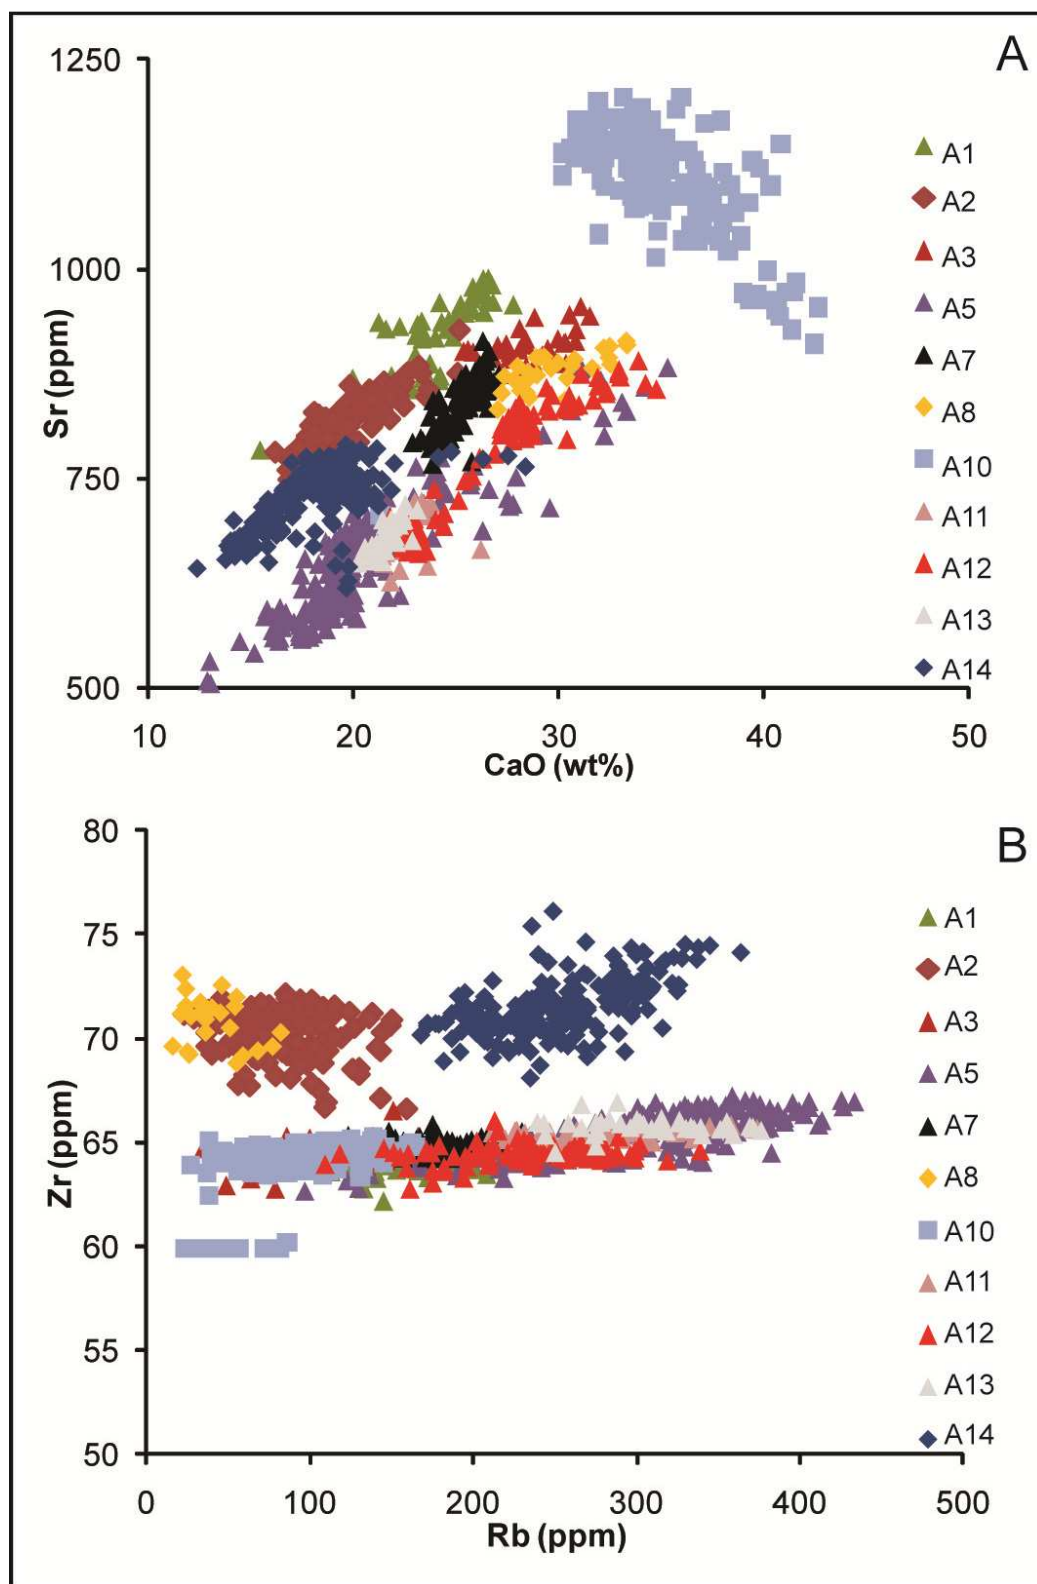 A
1250
1000
750
500
Sr (ppm)
10 20 30 40 50
CaO (wt%)
A1
A2
A3
A5
A7
A8
A10
A11
A12
A13
A14
B
80
75
70
65
60
55
50
Zr (ppm)
0 100 200 300 400 500
Rb (ppm)
A1
A2
A3
A5
A7
A8
A10
A11
A12
A13
A14